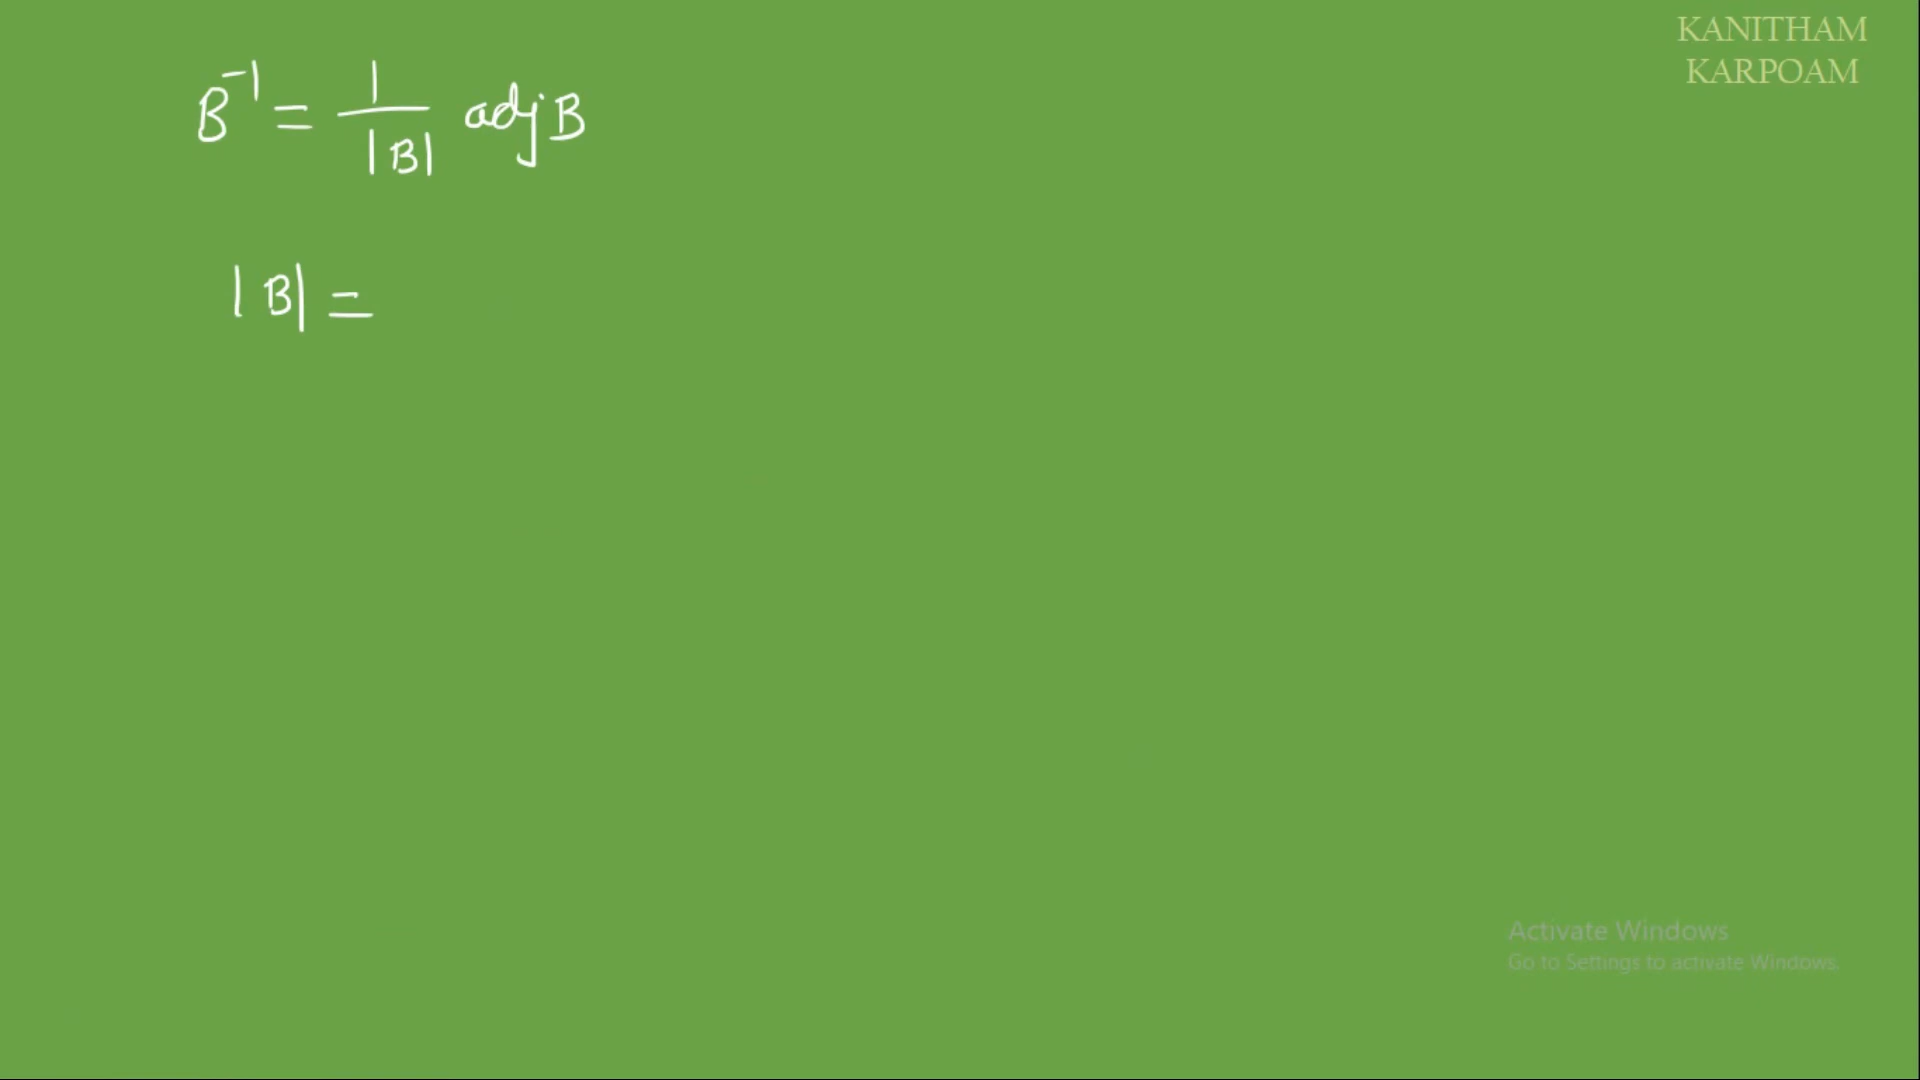 KANITHAM
KARPOAM
B⁻¹ = 1/|B| adj B
|B| =
Activate Windows
Go to Settings to activate Windows.